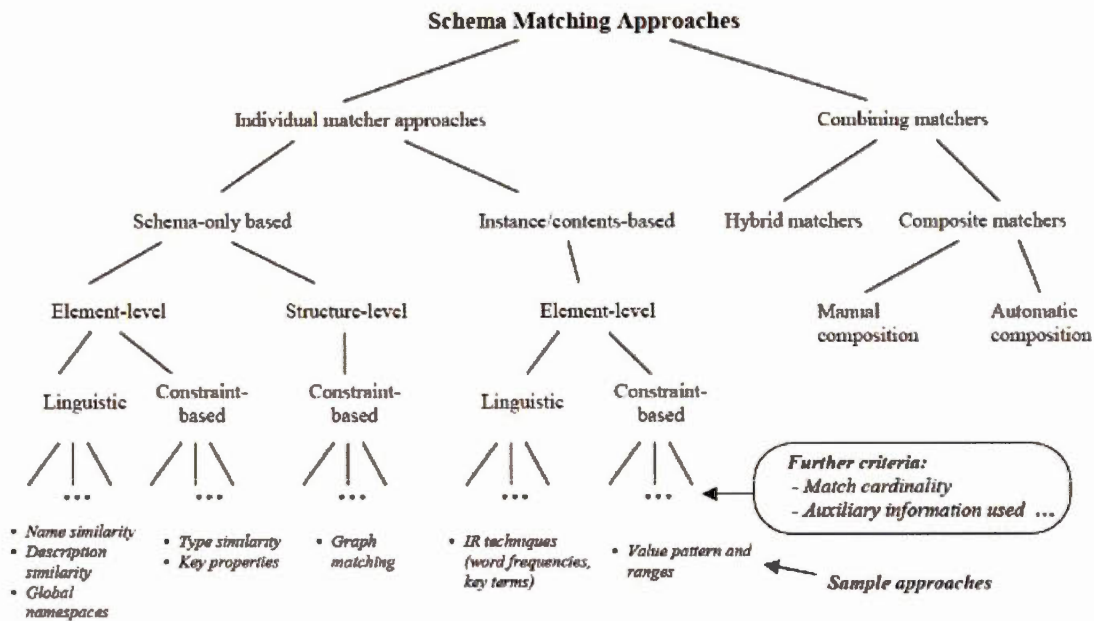 Schema Matching Approaches
Individual matcher approaches
Combining matchers
Schema-only based
Instance/contents-based
Hybrid matchers
Composite matchers
Element-level
Structure-level
Element-level
Manual
composition
Automatic
composition
Linguistic
Constraint-
based
Constraint-
based
Linguistic
Constraint-
based
...
...
...
...
...
Further criteria:
- Match cardinality
- Auxiliary information used ...
• Name similarity
• Description
similarity
• Global
namespaces
• Type similarity
• Key properties
• Graph
matching
• IR techniques
(word frequencies,
key terms)
• Value pattern and
ranges
Sample approaches